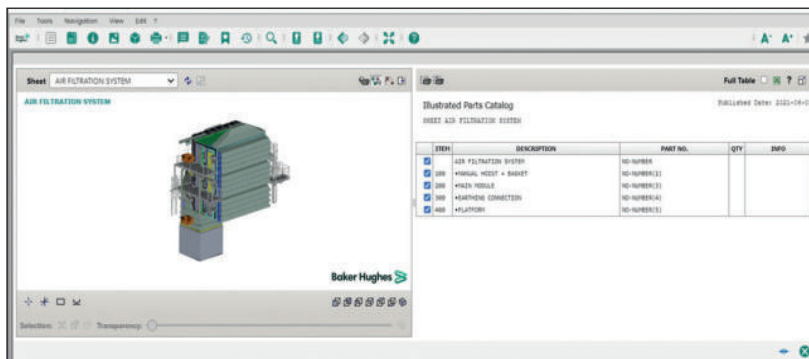 File Tools Navigation View Edit ?
A- A+
Sheet AIR FILTRATION SYSTEM
AIR FILTRATION SYSTEM
Baker Hughes
Selection: Transparency:
Full Table ?
Illustrated Parts Catalog
Published Date: 2021-08-0
SHEET AIR FILTRATION SYSTEM
ITEM DESCRIPTION PART NO. QTY INFO
AIR FILTRATION SYSTEM NO-NUMBER
100 +MANUAL HOIST + BASKET NO-NUMBER(2)
200 +MAIN MODULE NO-NUMBER(3)
300 +EARTHING CONNECTION NO-NUMBER(4)
400 +PLATFORM NO-NUMBER(5)